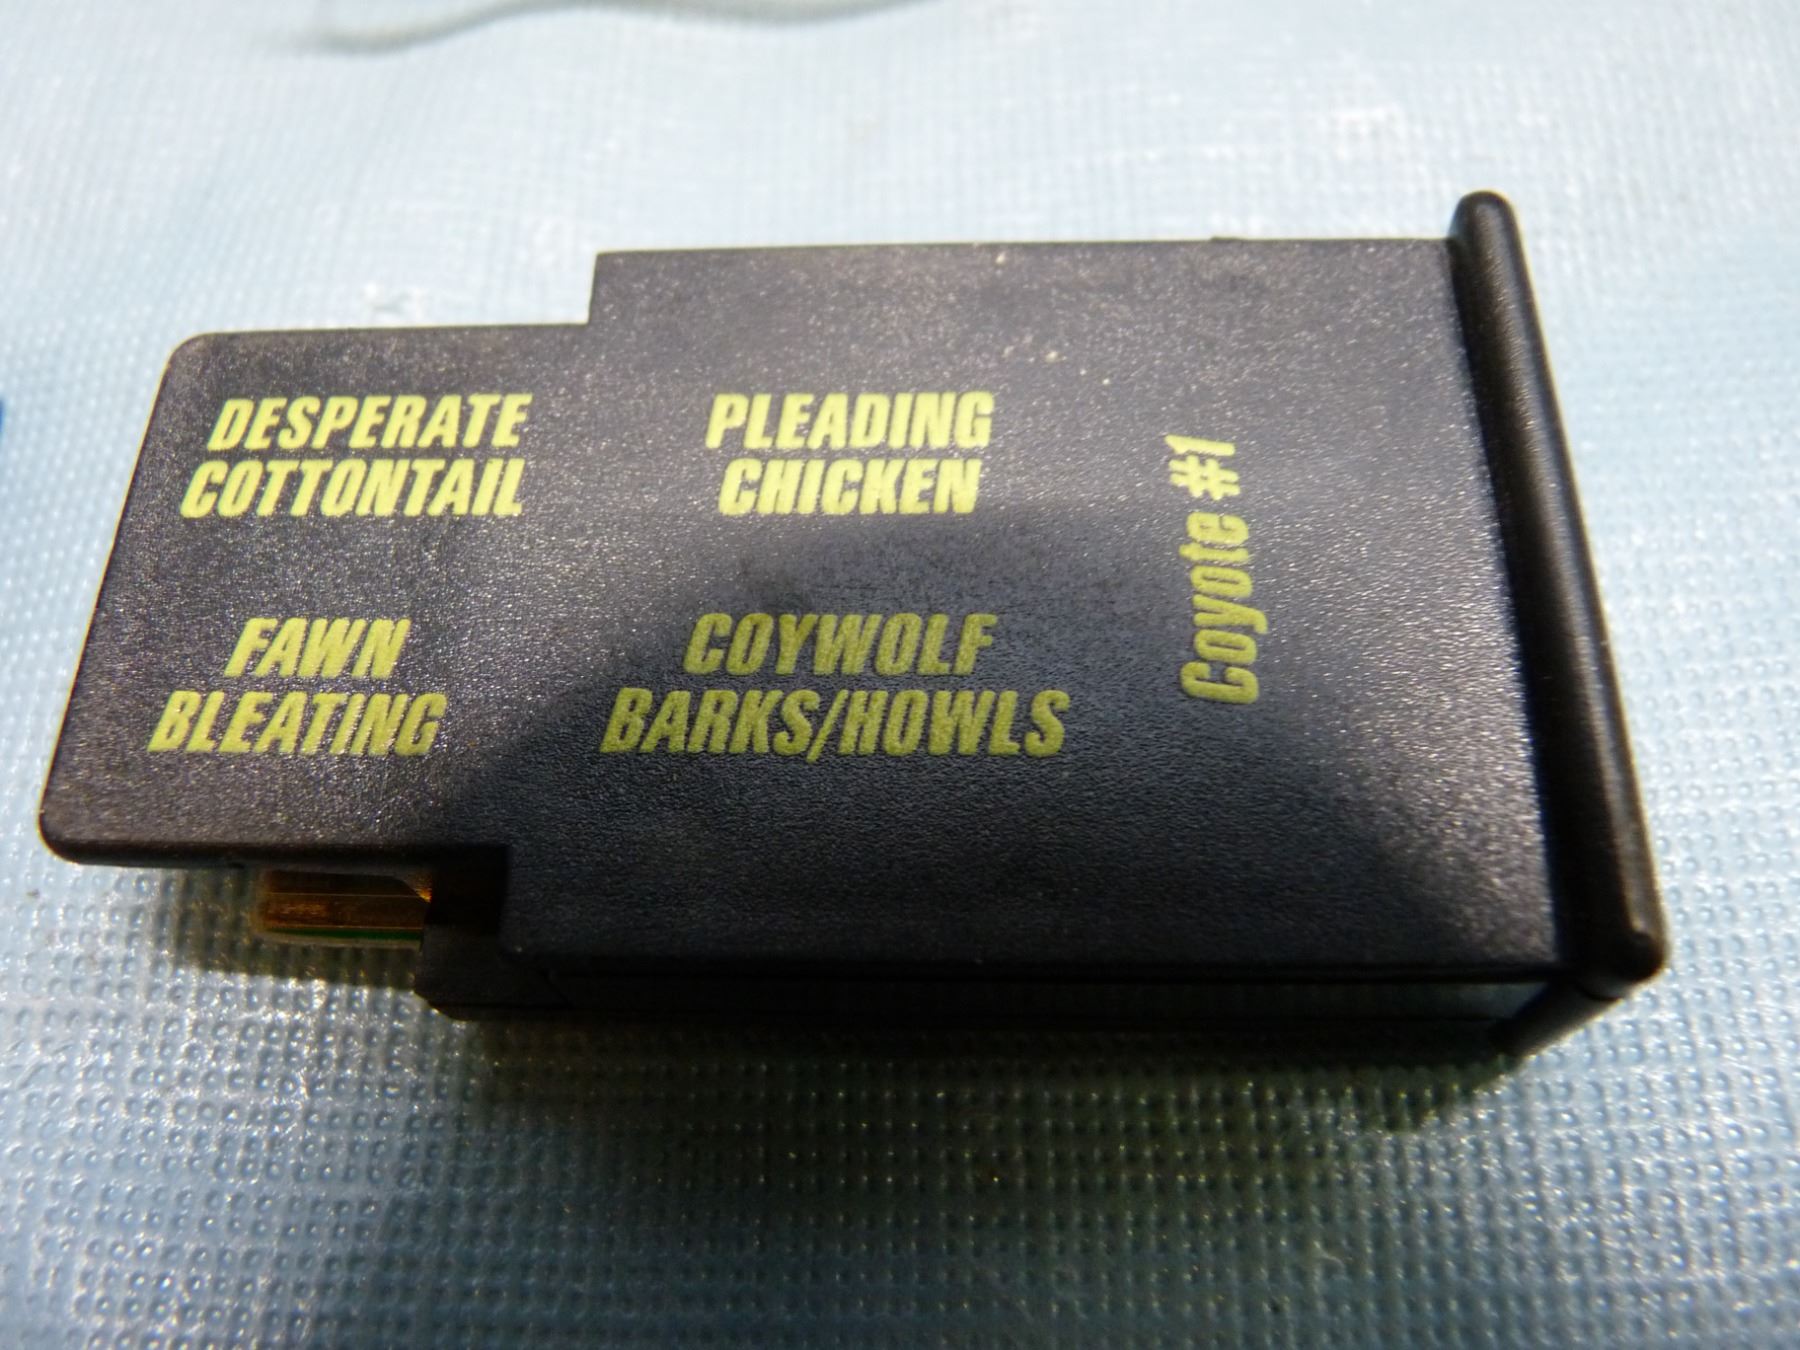 DESPERATE
COTTONTAIL
PLEADING
CHICKEN
FAWN
BLEATING
COYWOLF
BARKS/HOWLS
Coyote #1